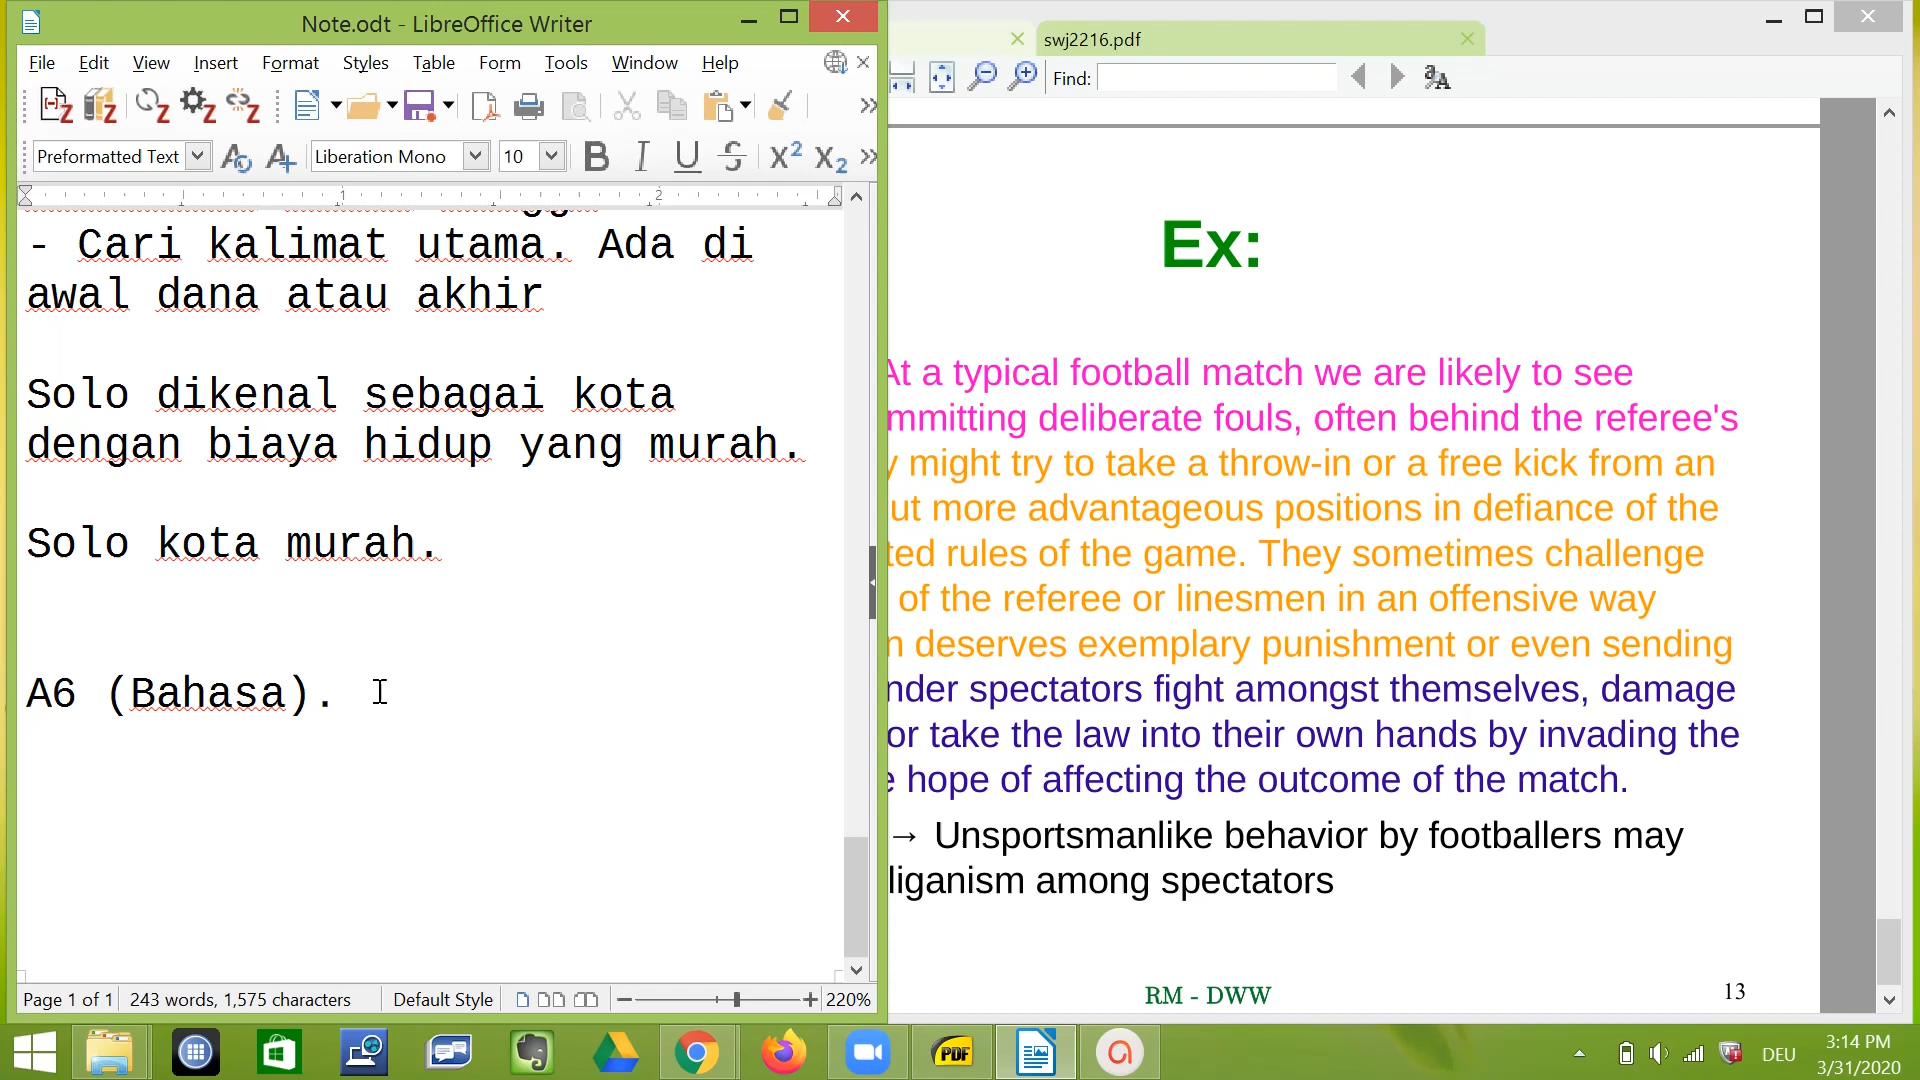 Note.odt - LibreOffice Writer
File Edit View Insert Format Styles Table Form Tools Window Help
Preformatted Text Liberation Mono 10
1 2
- Cari kalimat utama. Ada di
awal dana atau akhir
Solo dikenal sebagai kota
dengan biaya hidup yang murah.
Solo kota murah.
A6 (Bahasa).
Page 1 of 1 243 words, 1,575 characters Default Style 220%
swj2216.pdf
Find:
Ex:
At a typical football match we are likely to see
mmitting deliberate fouls, often behind the referee's
y might try to take a throw-in or a free kick from an
ut more advantageous positions in defiance of the
ted rules of the game. They sometimes challenge
of the referee or linesmen in an offensive way
n deserves exemplary punishment or even sending
nder spectators fight amongst themselves, damage
or take the law into their own hands by invading the
e hope of affecting the outcome of the match.
→ Unsportsmanlike behavior by footballers may
liganism among spectators
RM - DWW 13
PDF
DEU
3:14 PM
3/31/2020